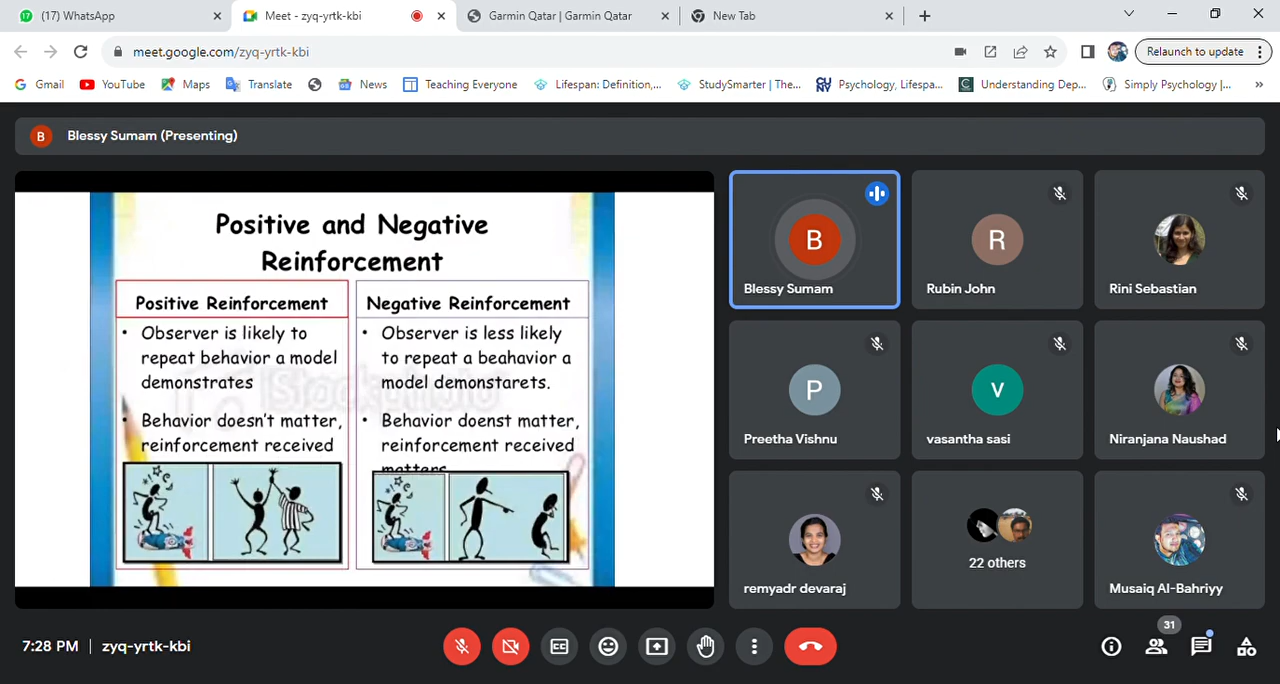 (17) WhatsApp
Meet - zyq-yrtk-kbi
Garmin Qatar | Garmin Qatar
New Tab
meet.google.com/zyq-yrtk-kbi
Relaunch to update
Gmail
YouTube
Maps
Translate
News
Teaching Everyone
Lifespan: Definition,...
StudySmarter | The...
Psychology, Lifespa...
Understanding Dep...
Simply Psychology |...
»
B
Blessy Sumam (Presenting)
Positive and Negative
Reinforcement
Positive Reinforcement
• Observer is likely to
repeat behavior a model
demonstrates
• Behavior doesn't matter,
reinforcement received
Negative Reinforcement
• Observer is less likely
to repeat a beahavior a
model demonstarets.
• Behavior doenst matter,
reinforcement received
matters
B
Blessy Sumam
R
Rubin John
Rini Sebastian
P
Preetha Vishnu
V
vasantha sasi
Niranjana Naushad
remyadr devaraj
22 others
Musaiq Al-Bahriyy
7:28 PM | zyq-yrtk-kbi
CC
31